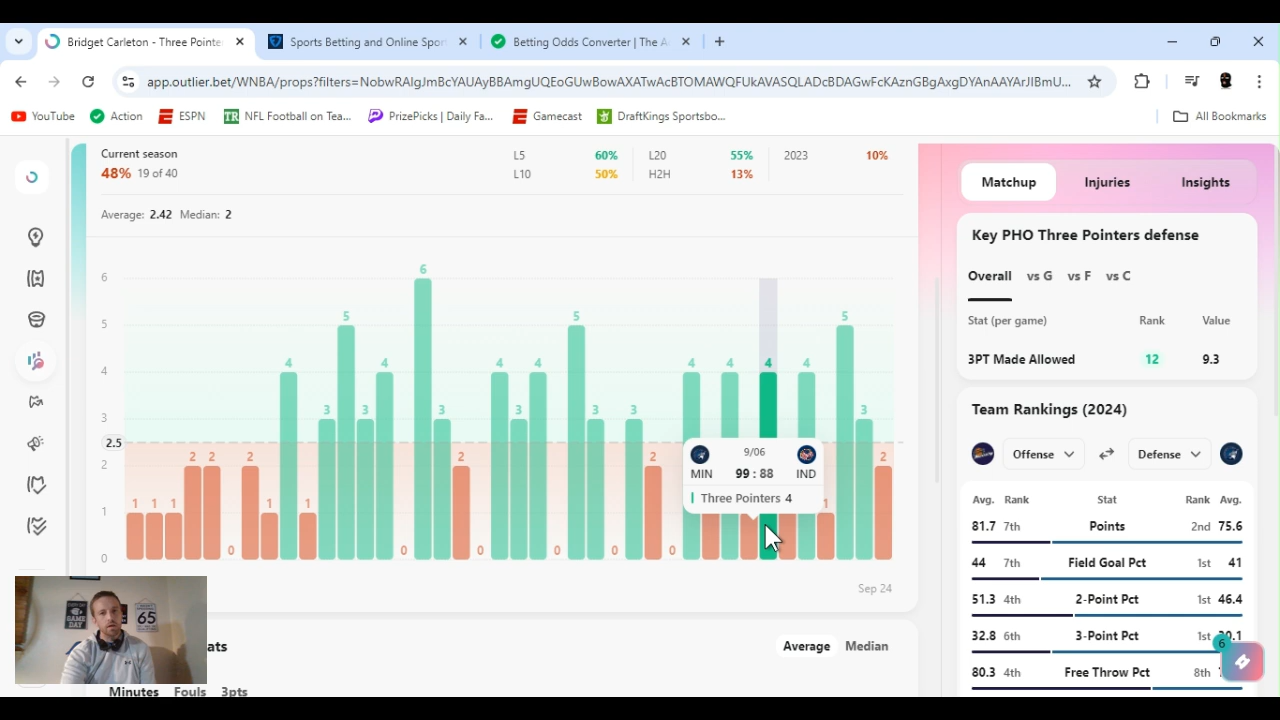 Bridget Carleton - Three Pointe
Sports Betting and Online Spor
Betting Odds Converter | The A
YouTube
Action
ESPN
NFL Football on Tea...
PrizePicks | Daily Fa...
Gamecast
DraftKings Sportsbo...
All Bookmarks
Current season
48% 19 of 40
L5 60% L20 55% 2023 10%
L10 50% H2H 13%
Average: 2.42 Median: 2
6
5
4
3
2.5
2
1
0
1 1 1 2 2 0 2 1 4 1 3 5 3 4 0 6 3 2 0 4 3 4 0 5 3 0 3 2 0 4 4 4 4 1 5 3 2
9/06
MIN 99 : 88 IND
Three Pointers 4
Sep 24
ats
Average Median
Minutes Fouls 3pts
Matchup Injuries Insights
Key PHO Three Pointers defense
Overall vs G vs F vs C
Stat (per game) Rank Value
3PT Made Allowed 12 9.3
Team Rankings (2024)
Offense Defense
Avg. Rank Stat Rank Avg.
81.7 7th Points 2nd 75.6
44 7th Field Goal Pct 1st 41
51.3 4th 2-Point Pct 1st 46.4
32.8 6th 3-Point Pct 1st
6
80.3 4th Free Throw Pct 8th
GAME DAY
65